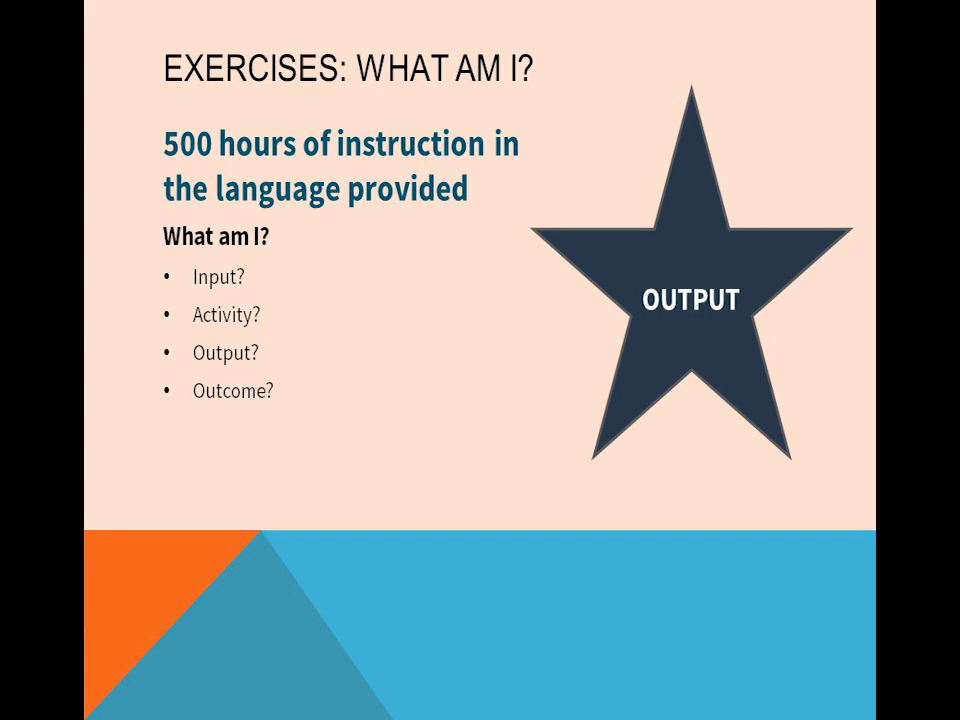 EXERCISES: WHAT AM I?
500 hours of instruction in
the language provided
What am I?
• Input?
• Activity?
• Output?
• Outcome?
OUTPUT